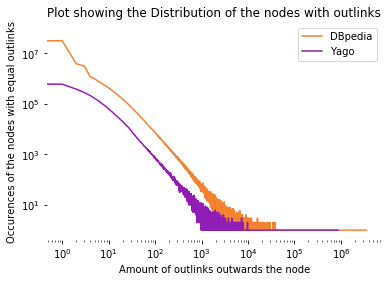 Plot showing the Distribution of the nodes with outlinks
Occurences of the nodes with equal outlinks
10^7
10^5
10^3
10^1
DBpedia
Yago
10^0 10^1 10^2 10^3 10^4 10^5 10^6
Amount of outlinks outwards the node